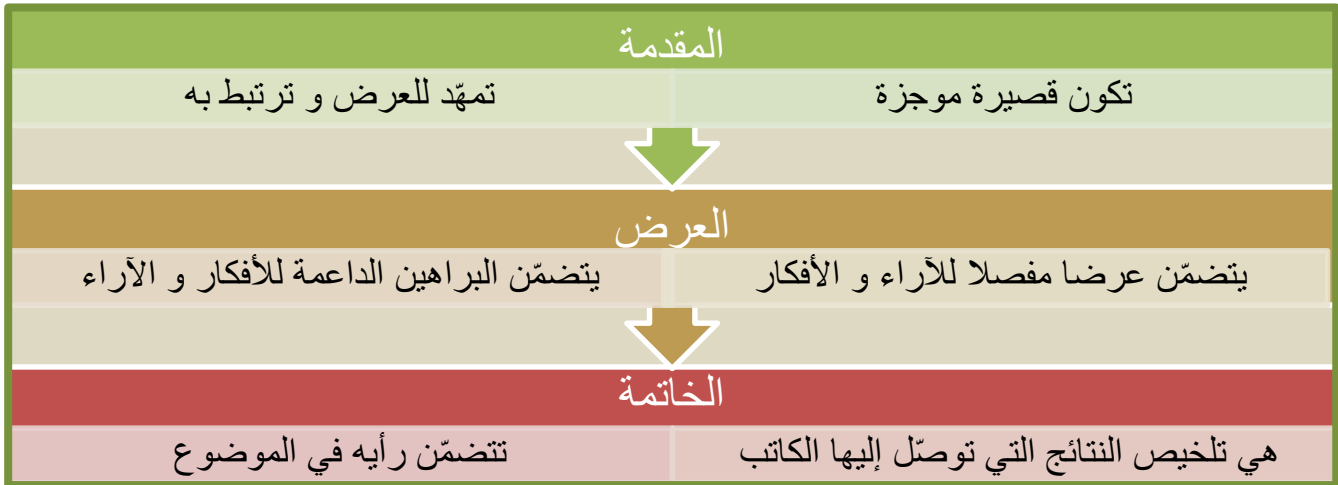 المقدمة
تكون قصيرة موجزة
تمهّد للعرض و ترتبط به
العرض
يتضمّن عرضا مفصلا للآراء و الأفكار
يتضمّن البراهين الداعمة للأفكار و الآراء
الخاتمة
هي تلخيص النتائج التي توصّل إليها الكاتب
تتضمّن رأيه في الموضوع